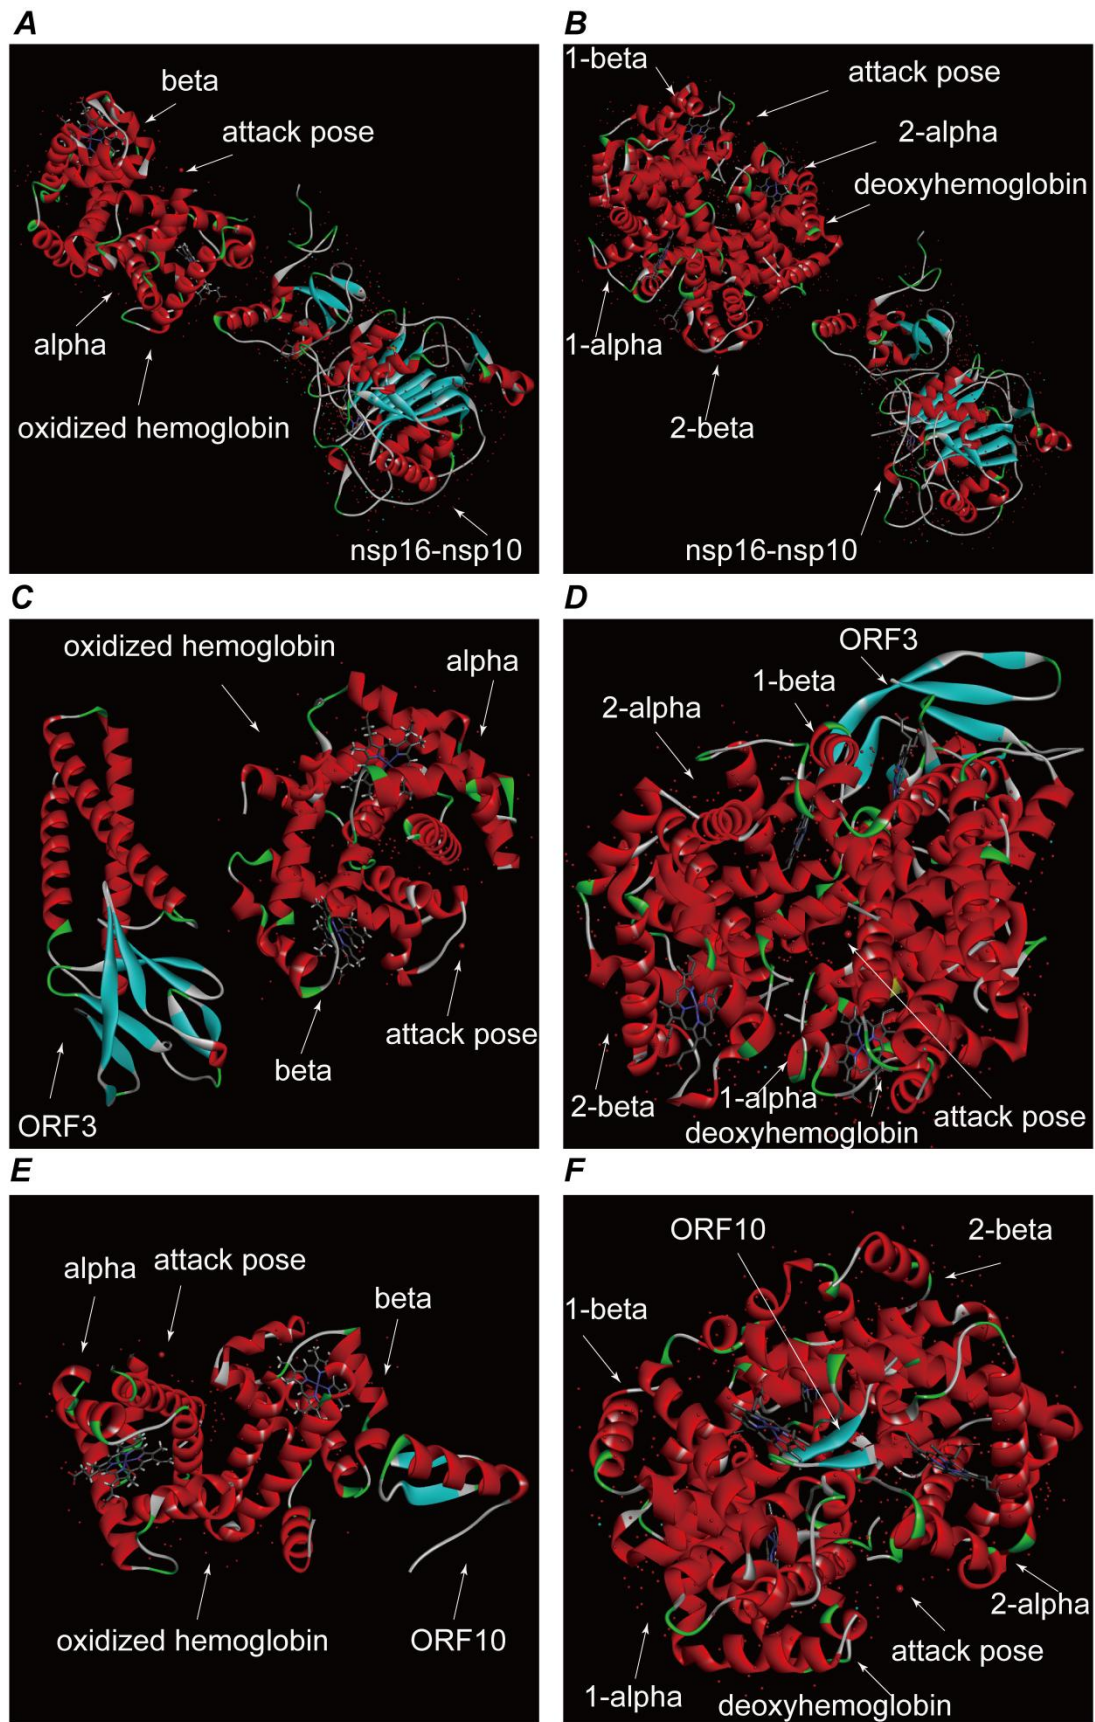 A
beta
attack pose
alpha
oxidized hemoglobin
nsp16-nsp10
B
1-beta
attack pose
2-alpha
deoxyhemoglobin
1-alpha
2-beta
nsp16-nsp10
C
oxidized hemoglobin
alpha
attack pose
beta
ORF3
D
ORF3
1-beta
2-alpha
2-beta
1-alpha
attack pose
deoxyhemoglobin
E
attack pose
alpha
beta
oxidized hemoglobin
ORF10
F
ORF10
2-beta
1-beta
2-alpha
attack pose
1-alpha
deoxyhemoglobin